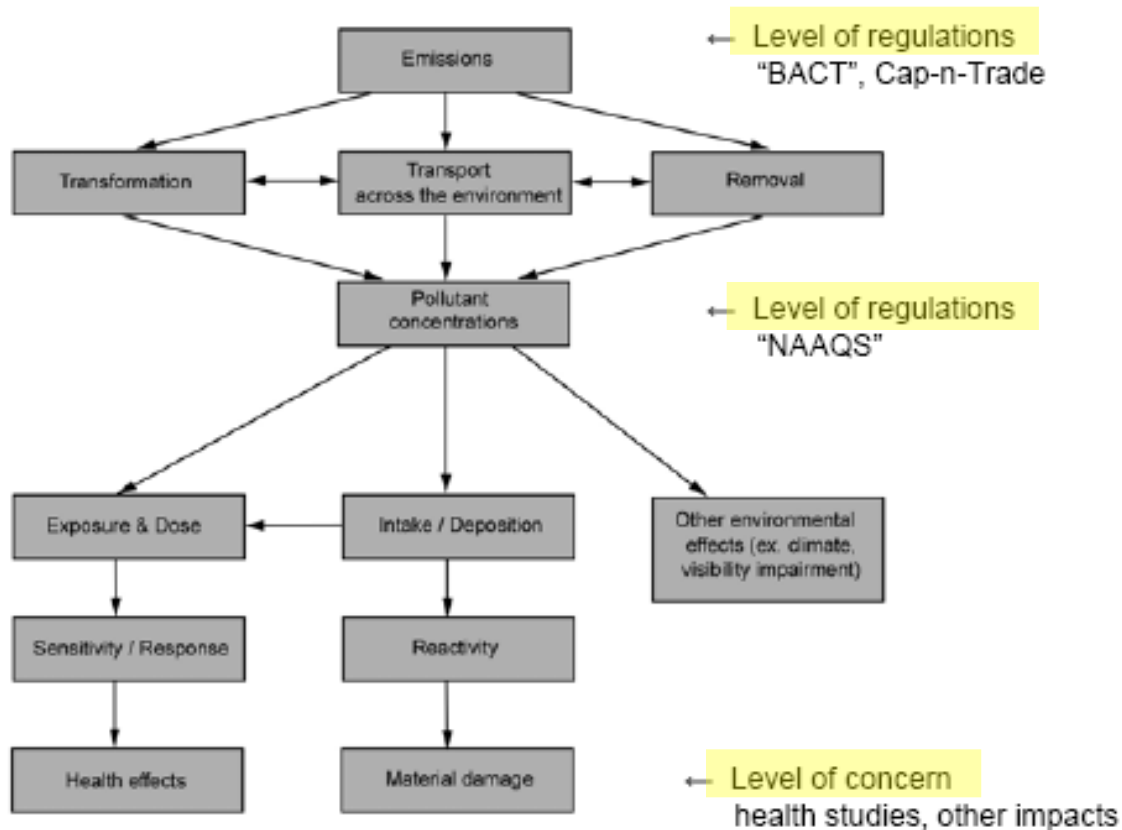 Emissions
← Level of regulations
“BACT”, Cap-n-Trade
Transformation
Transport
across the environment
Removal
Pollutant
concentrations
← Level of regulations
“NAAQS”
Exposure & Dose
Intake / Deposition
Other environmental
effects (ex. climate,
visibility impairment)
Sensitivity / Response
Reactivity
Health effects
Material damage
← Level of concern
health studies, other impacts